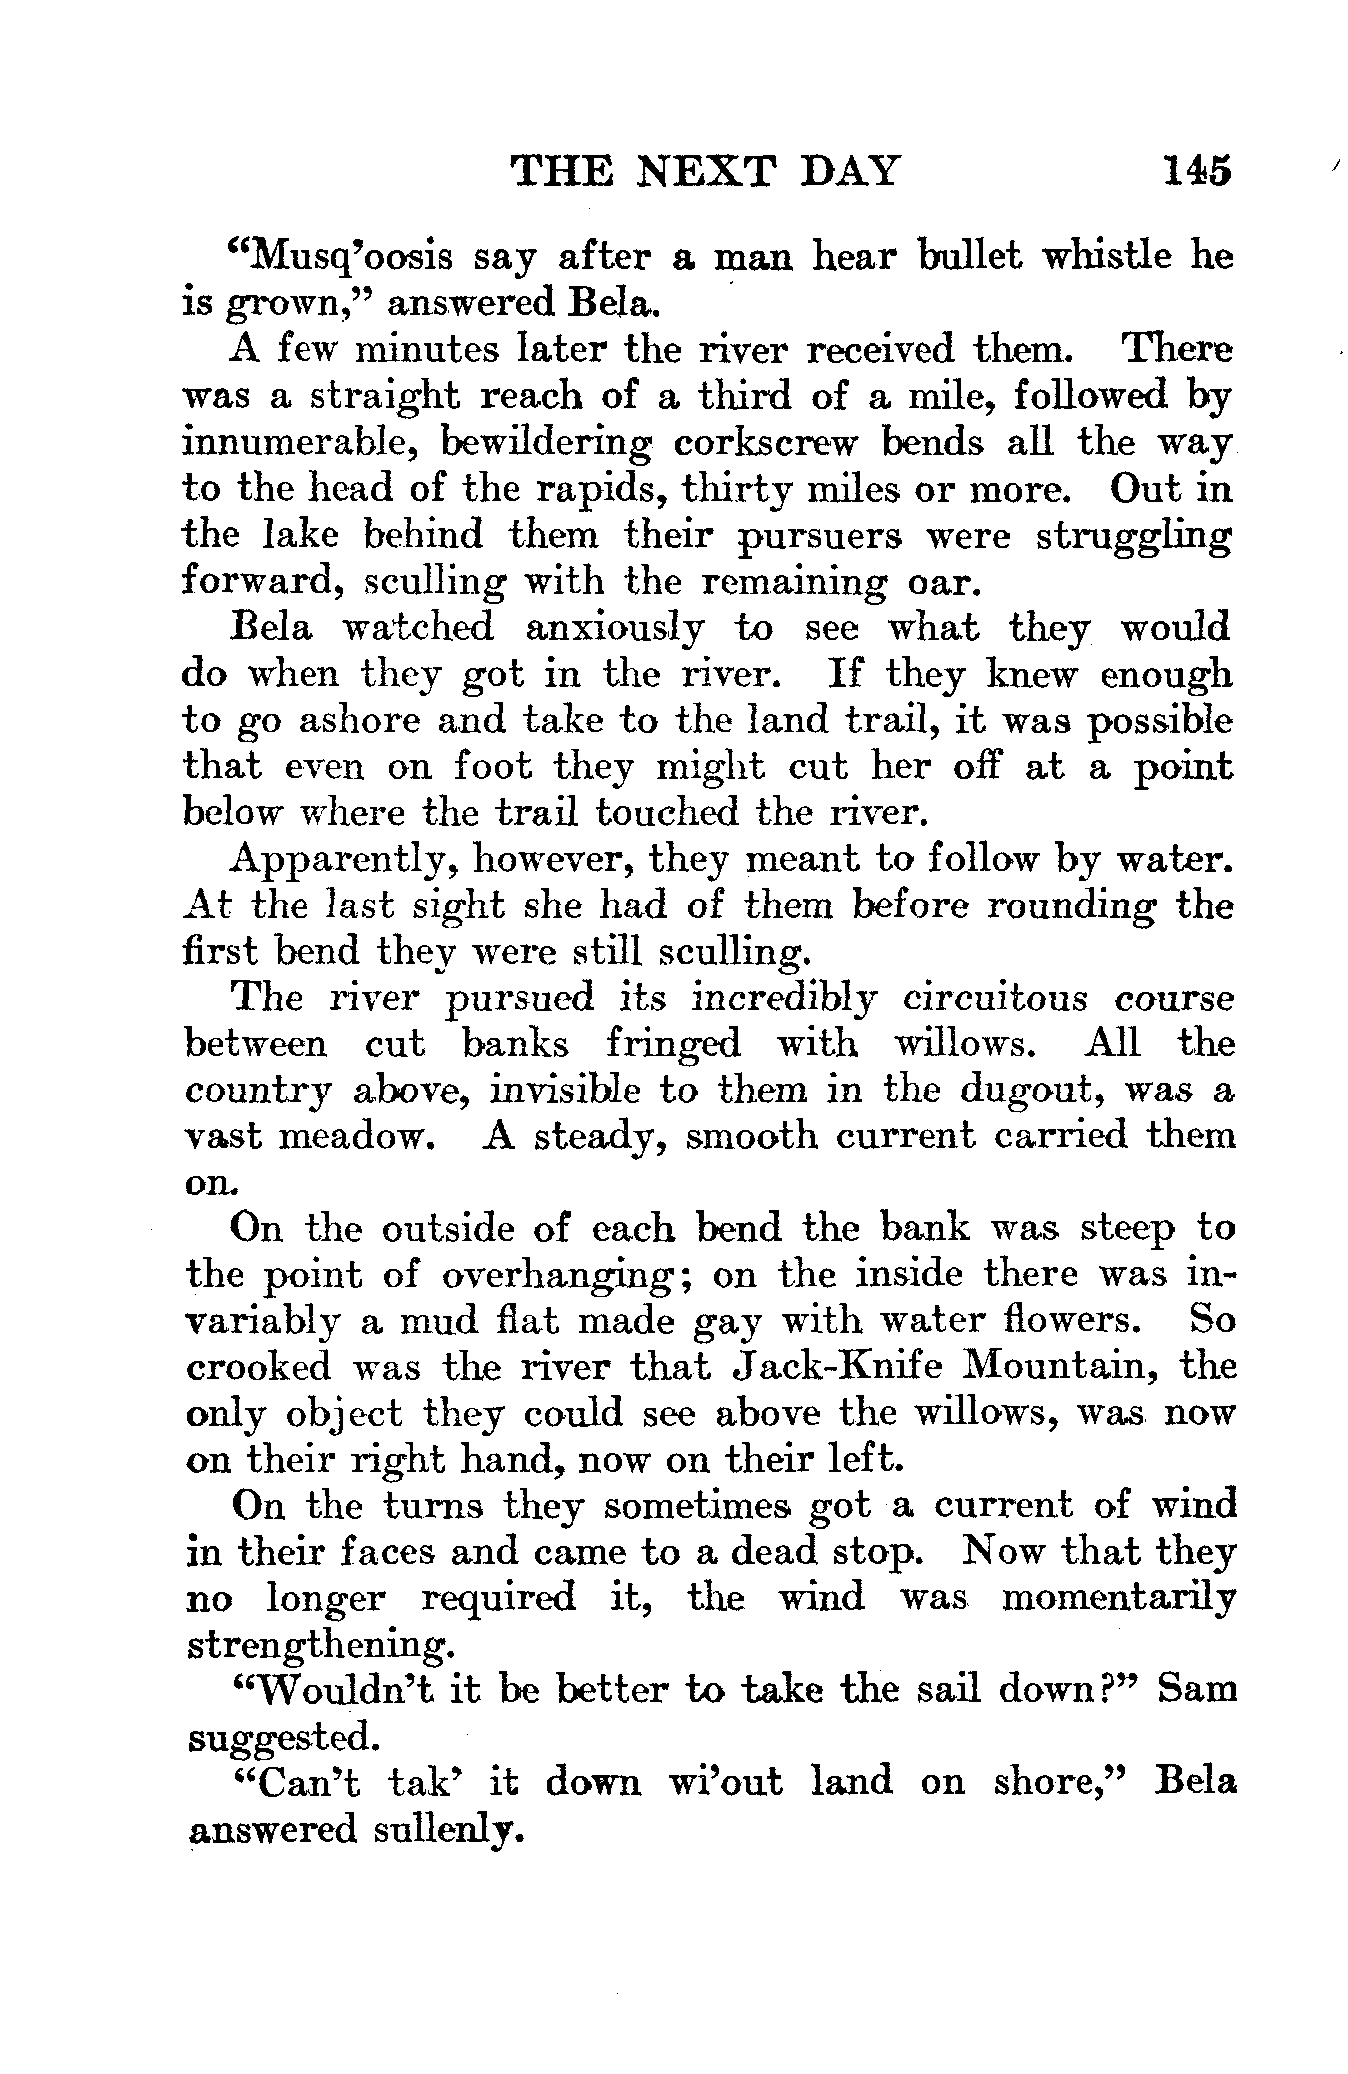 THE NEXT DAY 145
“Musq’oosis say after a man hear bullet whistle he
is grown,” answered Bela.
A few minutes later the river received them. There
was a straight reach of a third of a mile, followed by
innumerable, bewildering corkscrew bends all the way
to the head of the rapids, thirty miles or more. Out in
the lake behind them their pursuers were struggling
forward, sculling with the remaining oar.
Bela watched anxiously to see what they would
do when they got in the river. If they knew enough
to go ashore and take to the land trail, it was possible
that even on foot they might cut her off at a point
below where the trail touched the river.
Apparently, however, they meant to follow by water.
At the last sight she had of them before rounding the
first bend they were still sculling.
The river pursued its incredibly circuitous course
between cut banks fringed with willows. All the
country above, invisible to them in the dugout, was a
vast meadow. A steady, smooth current carried them
on.
On the outside of each bend the bank was steep to
the point of overhanging; on the inside there was in-
variably a mud flat made gay with water flowers. So
crooked was the river that Jack-Knife Mountain, the
only object they could see above the willows, was now
on their right hand, now on their left.
On the turns they sometimes got a current of wind
in their faces and came to a dead stop. Now that they
no longer required it, the wind was momentarily
strengthening.
“Wouldn’t it be better to take the sail down?” Sam
suggested.
“Can’t tak’ it down wi’out land on shore,” Bela
answered sullenly.